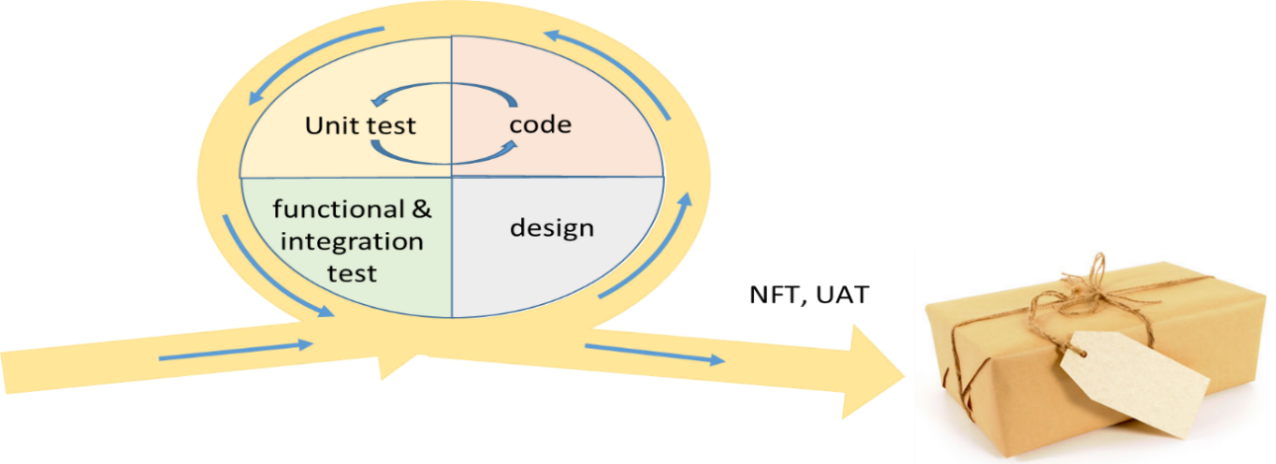 Unit test
code
functional &
integration
test
design
NFT, UAT